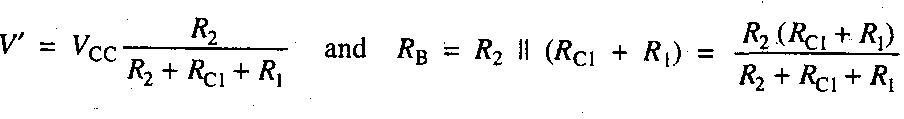 V′ = V_CC R_2 / (R_2 + R_C1 + R_1) and R_B = R_2 || (R_C1 + R_1) = R_2 (R_C1 + R_1) / (R_2 + R_C1 + R_1)